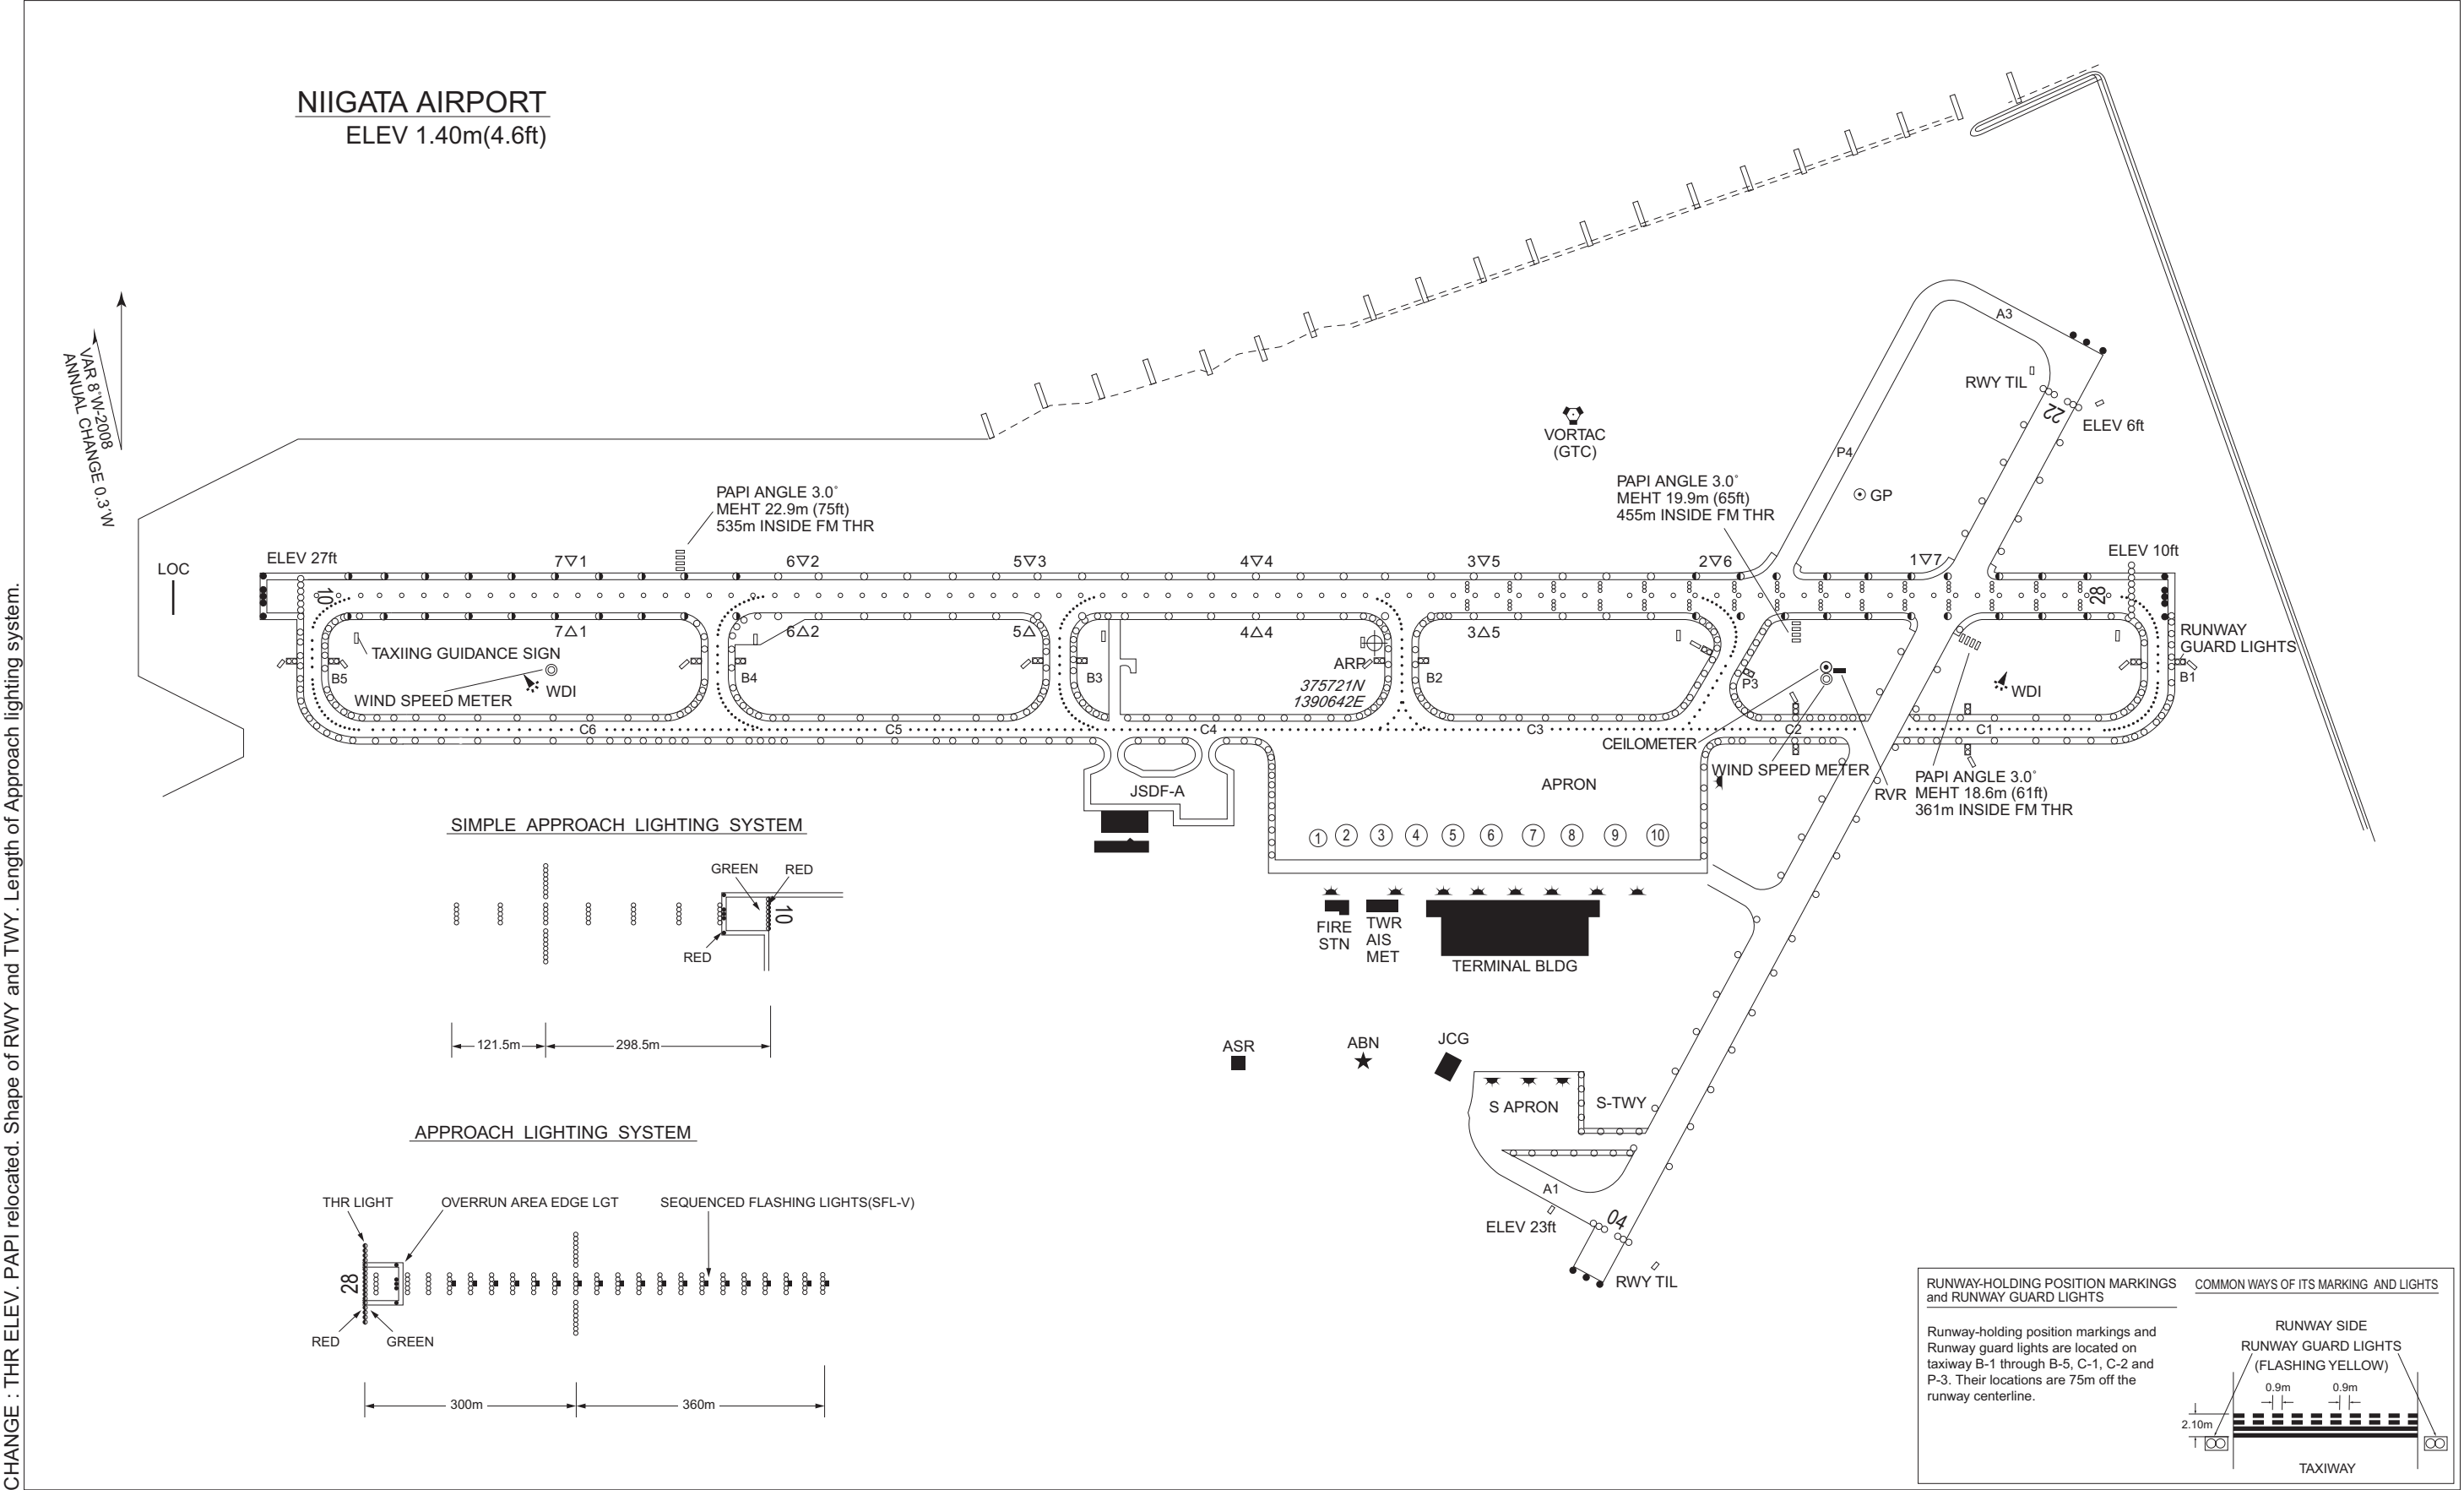 CHANGE : THR ELEV. PAPI relocated. Shape of RWY and TWY. Length of Approach lighting system.
NIIGATA AIRPORT
ELEV 1.40m(4.6ft)
VAR 8˚W-2008
ANNUAL CHANGE 0.3'W
A3
RWY TIL
22
ELEV 6ft
VORTAC
(GTC)
P4
GP
PAPI ANGLE 3.0˚
MEHT 22.9m (75ft)
535m INSIDE FM THR
PAPI ANGLE 3.0˚
MEHT 19.9m (65ft)
455m INSIDE FM THR
LOC
ELEV 27ft
7▽1
6▽2
5▽3
4▽4
3▽5
2▽6
1▽7
ELEV 10ft
10
28
7△1
6△2
5△
4△4
3△5
TAXIING GUIDANCE SIGN
ARP
375721N
1390642E
RUNWAY
GUARD LIGHTS
B5
WIND SPEED METER
WDI
B4
B3
B2
P3
WDI
B1
C6
C5
C4
C3
C2
C1
CEILOMETER
WIND SPEED METER
RVR
PAPI ANGLE 3.0˚
MEHT 18.6m (61ft)
361m INSIDE FM THR
JSDF-A
APRON
1 2 3 4 5 6 7 8 9 10
FIRE
STN
TWR
AIS
MET
TERMINAL BLDG
SIMPLE APPROACH LIGHTING SYSTEM
GREEN
RED
10
RED
121.5m
298.5m
ASR
ABN
JCG
S APRON
S-TWY
A1
ELEV 23ft
04
RWY TIL
APPROACH LIGHTING SYSTEM
THR LIGHT
OVERRUN AREA EDGE LGT
SEQUENCED FLASHING LIGHTS(SFL-V)
28
RED
GREEN
300m
360m
RUNWAY-HOLDING POSITION MARKINGS
and RUNWAY GUARD LIGHTS
Runway-holding position markings and
Runway guard lights are located on
taxiway B-1 through B-5, C-1, C-2 and
P-3. Their locations are 75m off the
runway centerline.
COMMON WAYS OF ITS MARKING AND LIGHTS
RUNWAY SIDE
RUNWAY GUARD LIGHTS
(FLASHING YELLOW)
0.9m
0.9m
2.10m
TAXIWAY